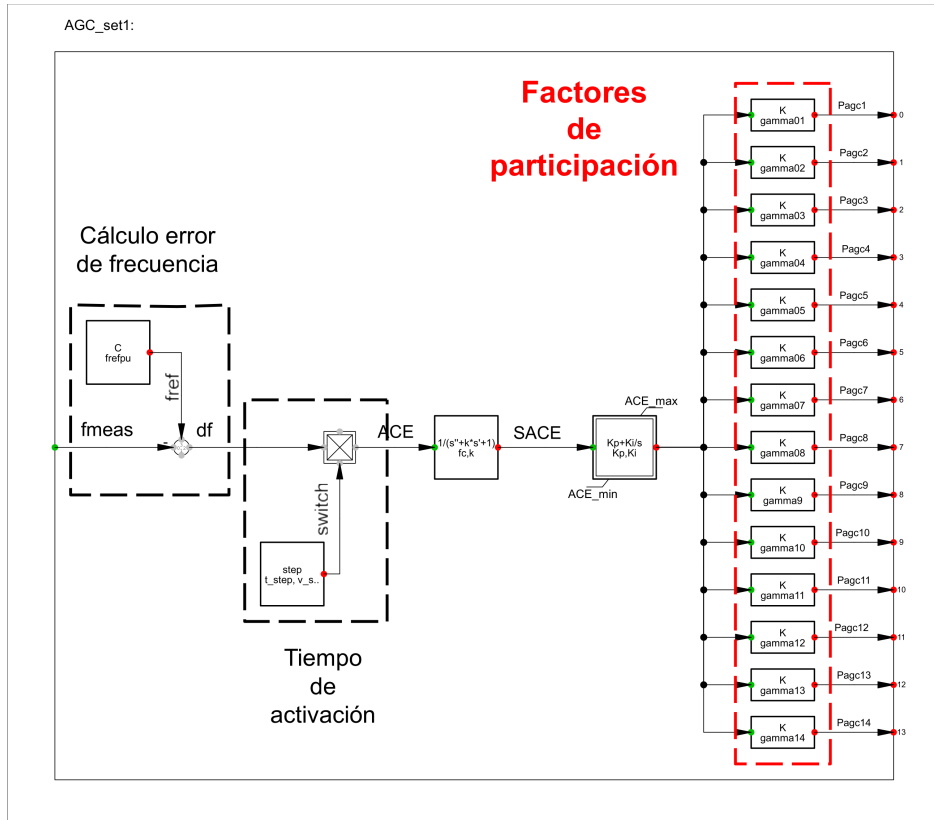 AGC_set1:
Factores
de
participación
Cálculo error
de frecuencia
C
frefpu
fref
fmeas
-
df
switch
step
t_step, v_s..
Tiempo
de
activación
ACE
1/(s''+k*s'+1)
fc,k
SACE
ACE_max
Kp+Ki/s
Kp,Ki
ACE_min
K
gamma01
Pagc1
0
K
gamma02
Pagc2
1
K
gamma03
Pagc3
2
K
gamma04
Pagc4
3
K
gamma05
Pagc5
4
K
gamma06
Pagc6
5
K
gamma07
Pagc7
6
K
gamma08
Pagc8
7
K
gamma9
Pagc9
8
K
gamma10
Pagc10
9
K
gamma11
Pagc11
10
K
gamma12
Pagc12
11
K
gamma13
Pagc13
12
K
gamma14
Pagc14
13